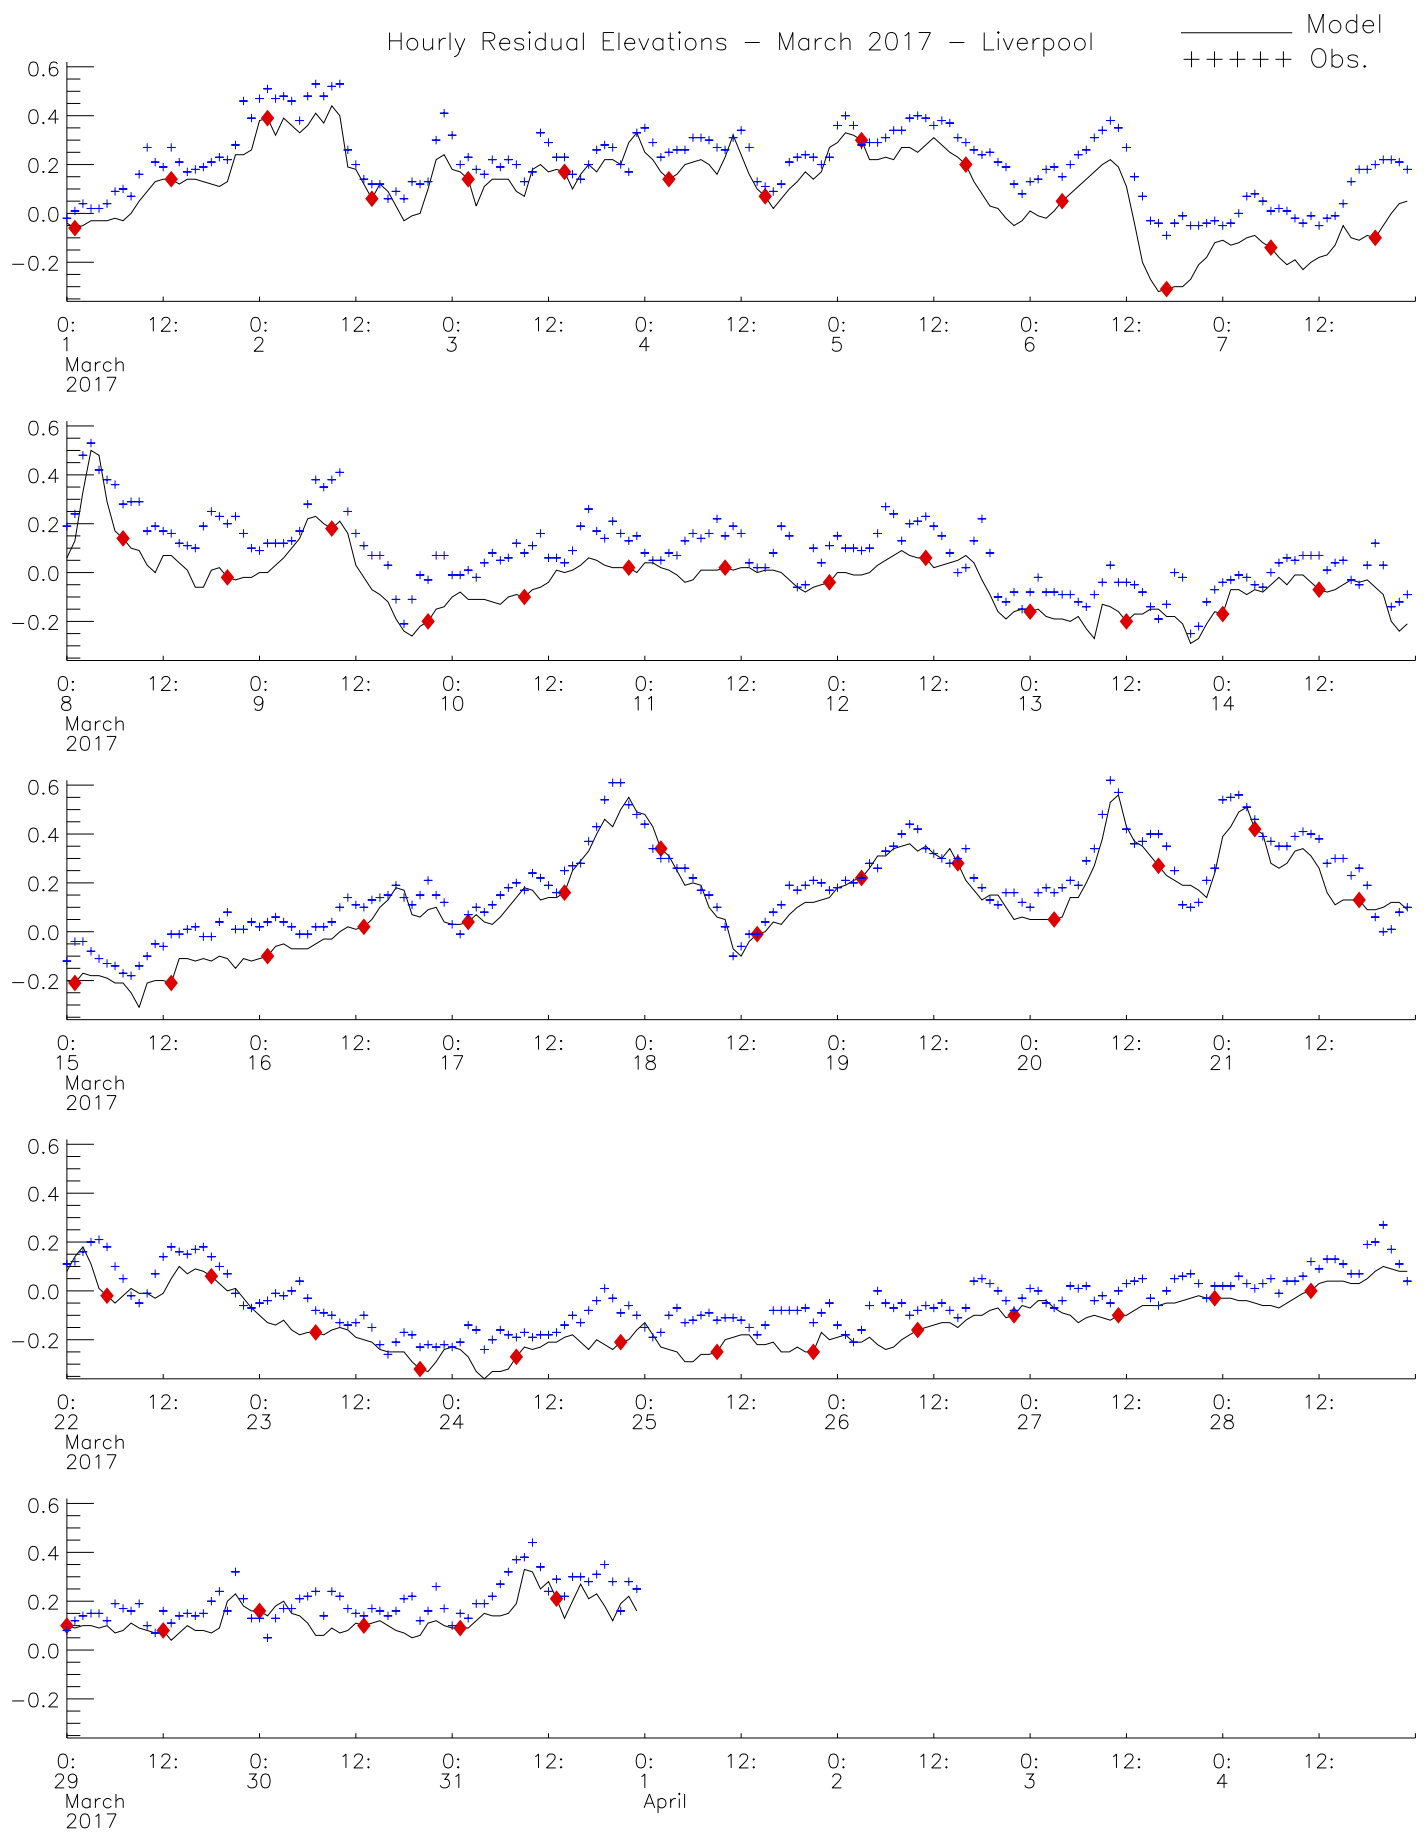 Hourly Residual Elevations – March 2017 – Liverpool
Model
+++++ Obs.
0.6
0.4
0.2
0.0
−0.2
0: 12: 0: 12: 0: 12: 0: 12: 0: 12: 0: 12: 0: 12:
1 2 3 4 5 6 7
March
2017
0.6
0.4
0.2
0.0
−0.2
0: 12: 0: 12: 0: 12: 0: 12: 0: 12: 0: 12: 0: 12:
8 9 10 11 12 13 14
March
2017
0.6
0.4
0.2
0.0
−0.2
0: 12: 0: 12: 0: 12: 0: 12: 0: 12: 0: 12: 0: 12:
15 16 17 18 19 20 21
March
2017
0.6
0.4
0.2
0.0
−0.2
0: 12: 0: 12: 0: 12: 0: 12: 0: 12: 0: 12: 0: 12:
22 23 24 25 26 27 28
March
2017
0.6
0.4
0.2
0.0
−0.2
0: 12: 0: 12: 0: 12: 0: 12: 0: 12: 0: 12: 0: 12:
29 30 31 1 2 3 4
March April
2017